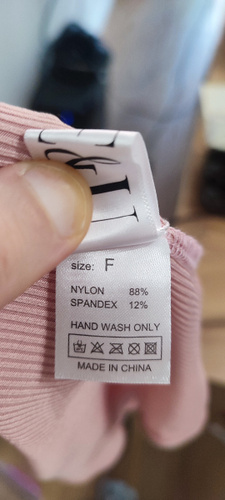 size: F
NYLON 88%
SPANDEX 12%
HAND WASH ONLY
MADE IN CHINA